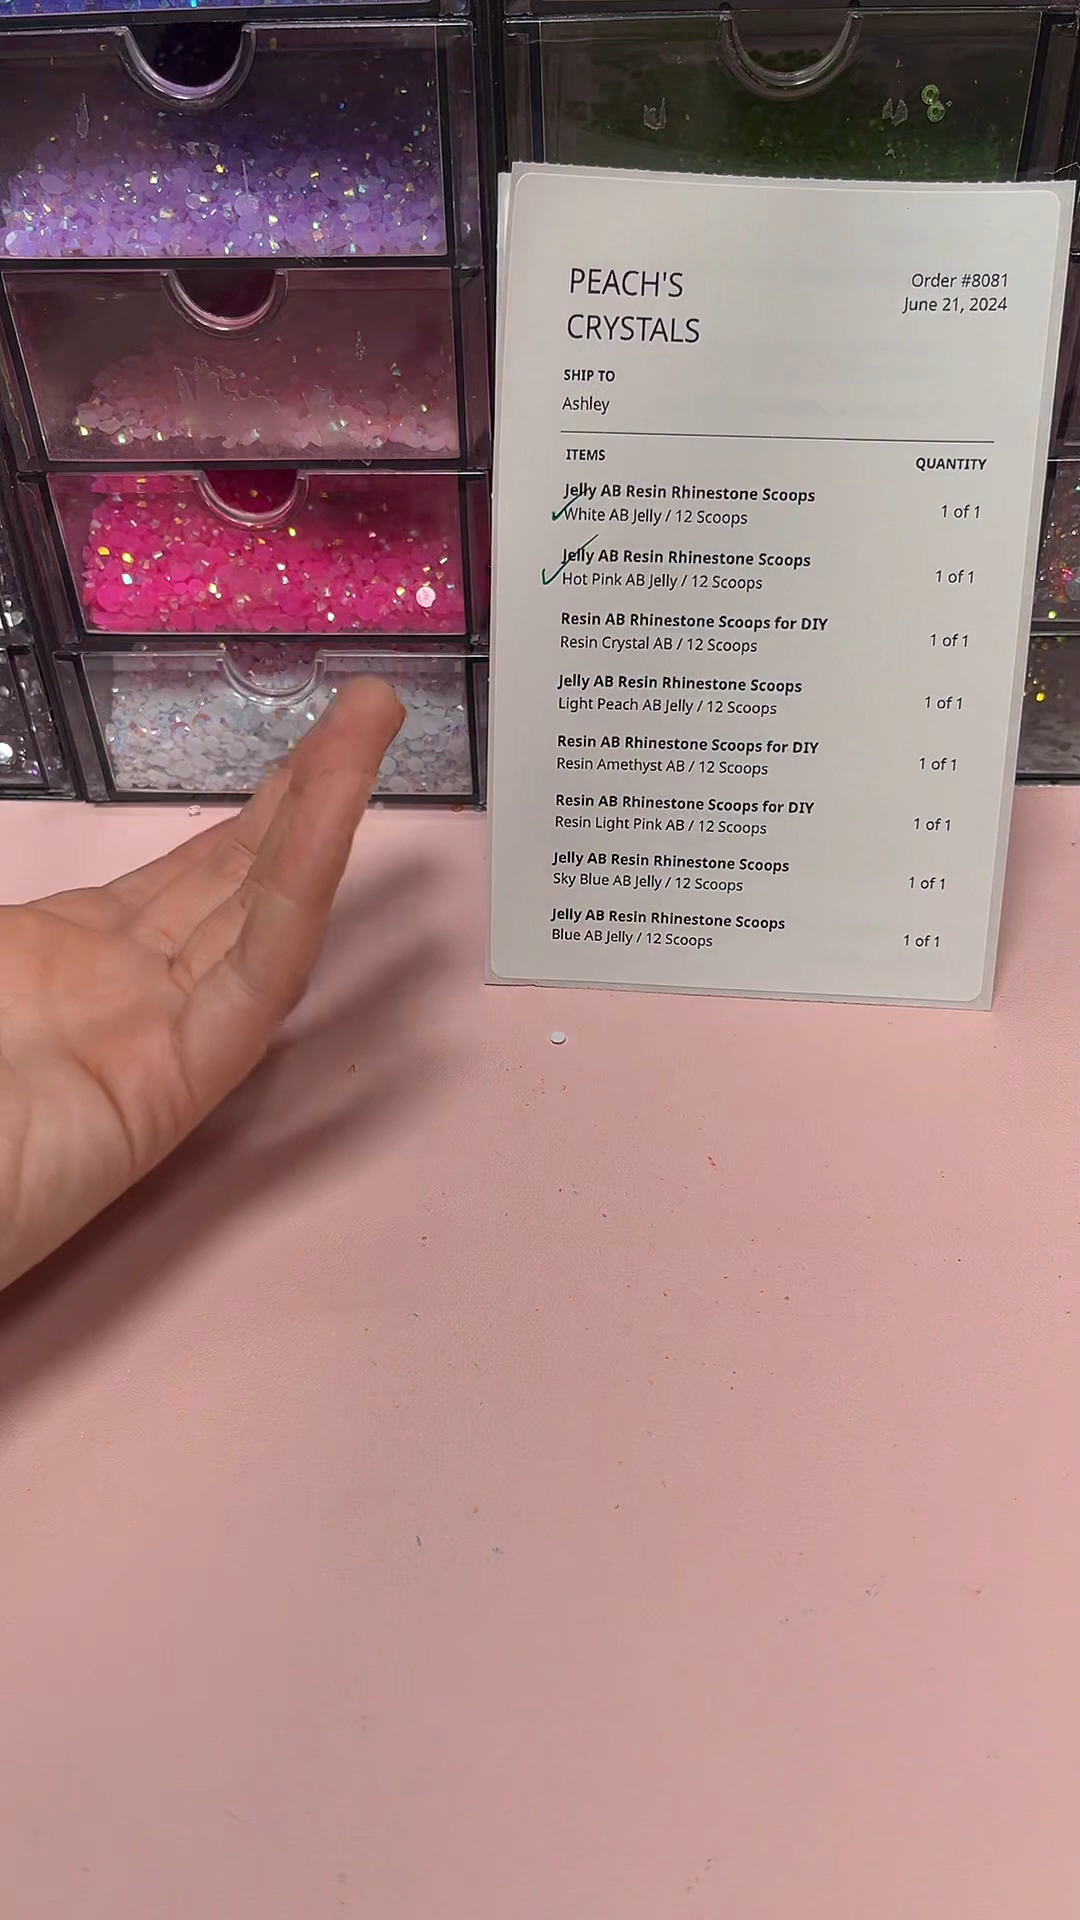 PEACH'S
CRYSTALS
Order #8081
June 21, 2024
SHIP TO
Ashley
ITEMS QUANTITY
Jelly AB Resin Rhinestone Scoops
White AB Jelly / 12 Scoops 1 of 1
Jelly AB Resin Rhinestone Scoops
Hot Pink AB Jelly / 12 Scoops 1 of 1
Resin AB Rhinestone Scoops for DIY
Resin Crystal AB / 12 Scoops 1 of 1
Jelly AB Resin Rhinestone Scoops
Light Peach AB Jelly / 12 Scoops 1 of 1
Resin AB Rhinestone Scoops for DIY
Resin Amethyst AB / 12 Scoops 1 of 1
Resin AB Rhinestone Scoops for DIY
Resin Light Pink AB / 12 Scoops 1 of 1
Jelly AB Resin Rhinestone Scoops
Sky Blue AB Jelly / 12 Scoops 1 of 1
Jelly AB Resin Rhinestone Scoops
Blue AB Jelly / 12 Scoops 1 of 1